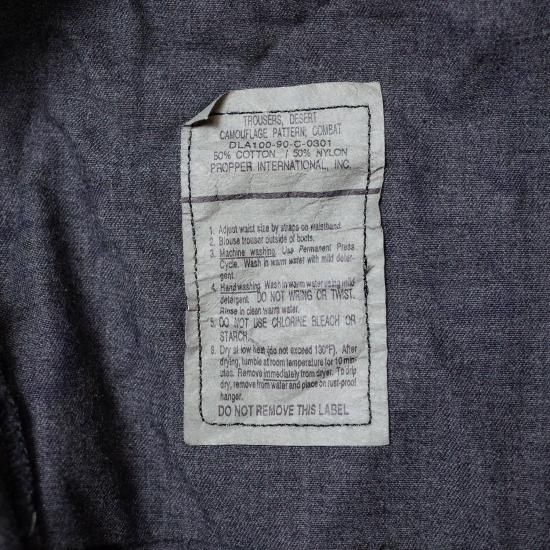 TROUSERS, DESERT
CAMOUFLAGE PATTERN; COMBAT
DLA100-90-C-0301
50% COTTON / 50% NYLON
PROPPER INTERNATIONAL, INC.
1. Adjust waist size by straps on waistband.
2. Blouse trouser outside of boots.
3. Machine washing. Use Permanent Press
Cycle. Wash in warm water with mild deter-
gent.
4. Hand washing. Wash in warm water using mild
detergent. DO NOT WRING OR TWIST.
Rinse in clean warm water.
5. DO NOT USE CHLORINE BLEACH OR
STARCH.
6. Dry at low heat (do not exceed 130°F). After
drying, tumble at room temperature for 10 min-
utes. Remove immediately from dryer. To drip
dry, remove from water and place on rust-proof
hanger.
DO NOT REMOVE THIS LABEL